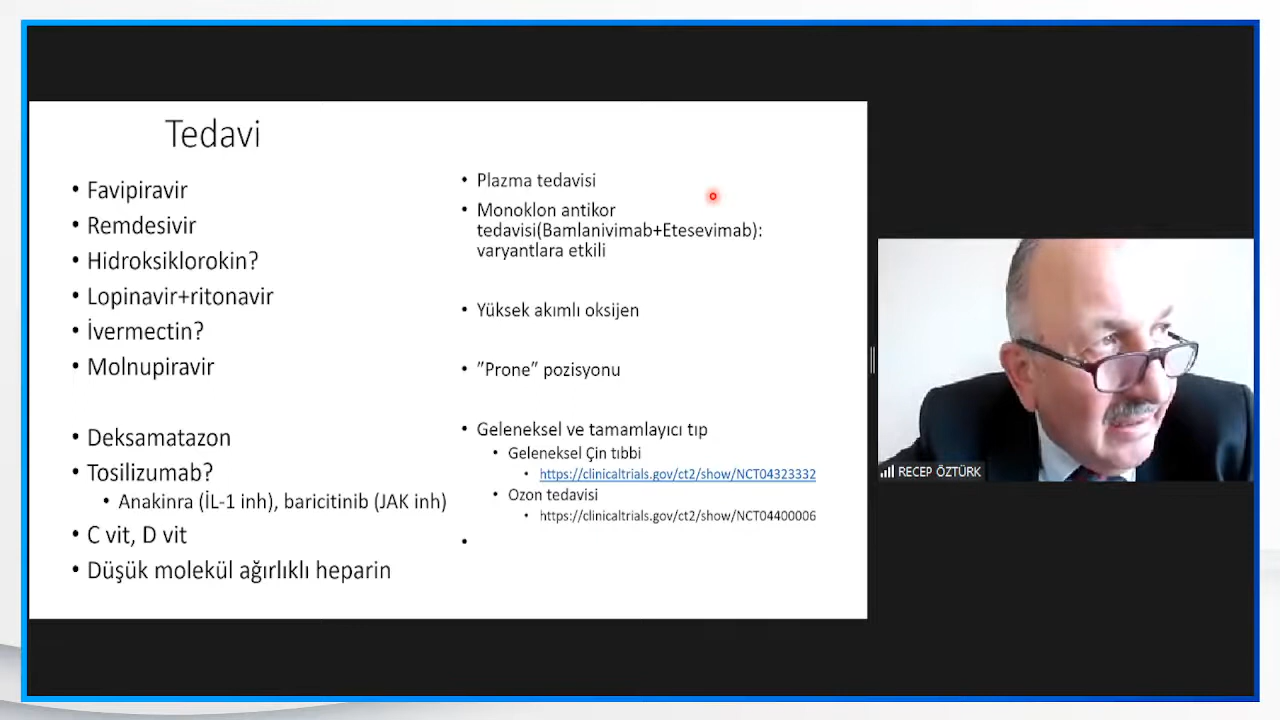 Tedavi
• Favipiravir
• Remdesivir
• Hidroksiklorokin?
• Lopinavir+ritonavir
• İvermectin?
• Molnupiravir
• Deksamatazon
• Tosilizumab?
• Anakinra (İL-1 inh), baricitinib (JAK inh)
• C vit, D vit
• Düşük molekül ağırlıklı heparin
• Plazma tedavisi
• Monoklon antikor
tedavisi(Bamlanivimab+Etesevimab):
varyantlara etkili
• Yüksek akımlı oksijen
• ”Prone” pozisyonu
• Geleneksel ve tamamlayıcı tıp
• Geleneksel Çin tıbbi
• https://clinicaltrials.gov/ct2/show/NCT04323332
• Ozon tedavisi
• https://clinicaltrials.gov/ct2/show/NCT04400006
•
RECEP ÖZTÜRK